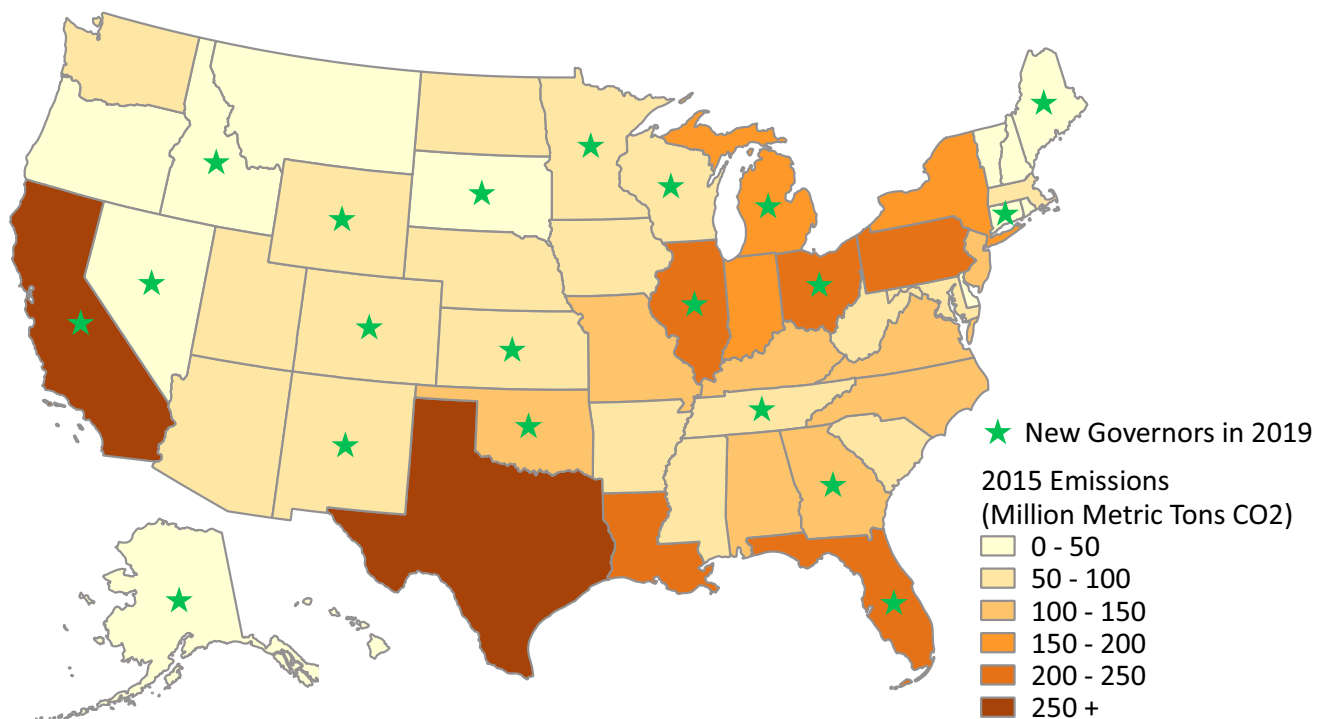 New Governors in 2019
2015 Emissions
(Million Metric Tons CO2)
0 - 50
50 - 100
100 - 150
150 - 200
200 - 250
250 +